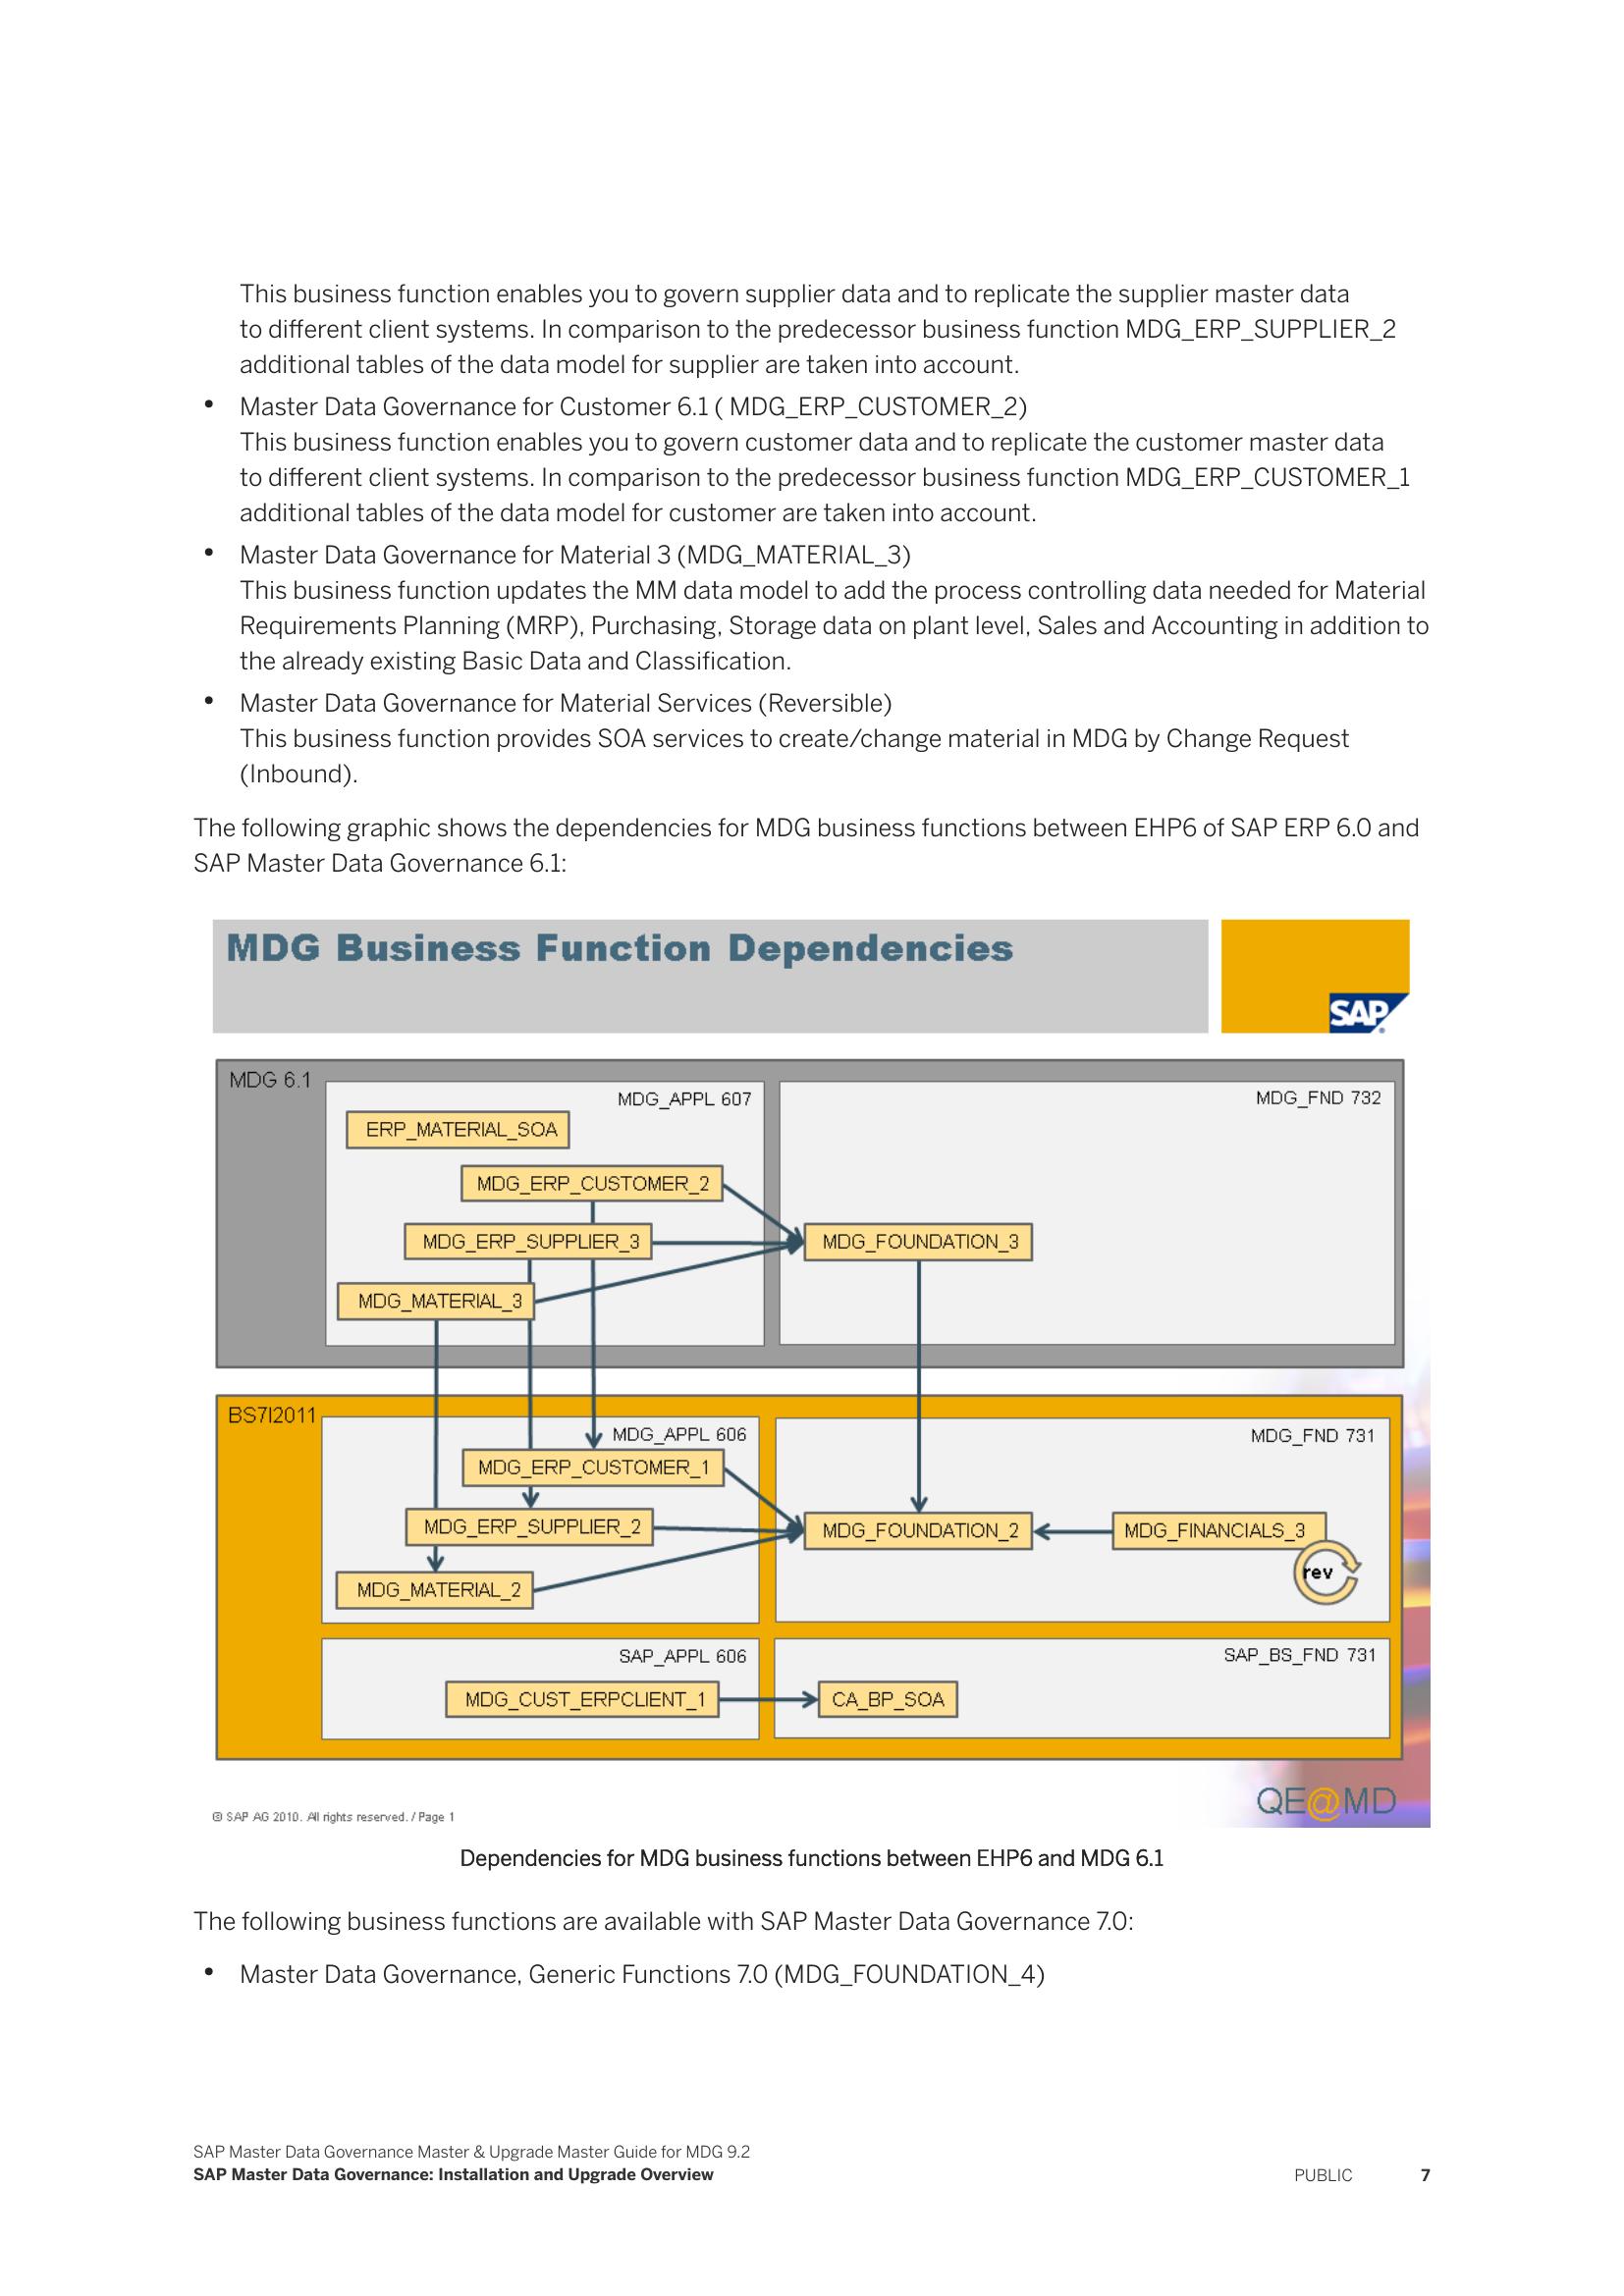 This business function enables you to govern supplier data and to replicate the supplier master data
to different client systems. In comparison to the predecessor business function MDG_ERP_SUPPLIER_2
additional tables of the data model for supplier are taken into account.
• Master Data Governance for Customer 6.1 ( MDG_ERP_CUSTOMER_2)
This business function enables you to govern customer data and to replicate the customer master data
to different client systems. In comparison to the predecessor business function MDG_ERP_CUSTOMER_1
additional tables of the data model for customer are taken into account.
• Master Data Governance for Material 3 (MDG_MATERIAL_3)
This business function updates the MM data model to add the process controlling data needed for Material
Requirements Planning (MRP), Purchasing, Storage data on plant level, Sales and Accounting in addition to
the already existing Basic Data and Classification.
• Master Data Governance for Material Services (Reversible)
This business function provides SOA services to create/change material in MDG by Change Request
(Inbound).
The following graphic shows the dependencies for MDG business functions between EHP6 of SAP ERP 6.0 and
SAP Master Data Governance 6.1:
MDG Business Function Dependencies
SAP
MDG 6.1
MDG_APPL 607
MDG_FND 732
ERP_MATERIAL_SOA
MDG_ERP_CUSTOMER_2
MDG_ERP_SUPPLIER_3
MDG_FOUNDATION_3
MDG_MATERIAL_3
BS7I2011
MDG_APPL 606
MDG_FND 731
MDG_ERP_CUSTOMER_1
MDG_ERP_SUPPLIER_2
MDG_FOUNDATION_2
MDG_FINANCIALS_3
rev
MDG_MATERIAL_2
SAP_APPL 606
SAP_BS_FND 731
MDG_CUST_ERPCLIENT_1
CA_BP_SOA
QE@MD
© SAP AG 2010. All rights reserved. / Page 1
Dependencies for MDG business functions between EHP6 and MDG 6.1
The following business functions are available with SAP Master Data Governance 7.0:
• Master Data Governance, Generic Functions 7.0 (MDG_FOUNDATION_4)
SAP Master Data Governance Master & Upgrade Master Guide for MDG 9.2
SAP Master Data Governance: Installation and Upgrade Overview
PUBLIC 7